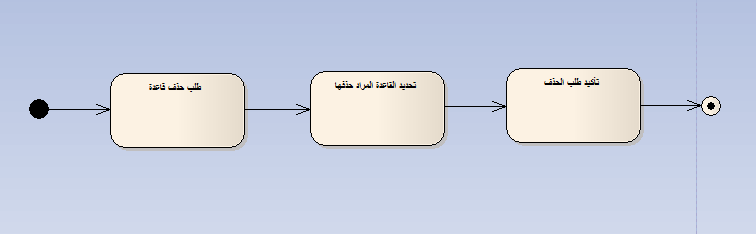 طلب حذف قاعدة
تحديد القاعدة المراد حذفها
تأكيد طلب الحذف